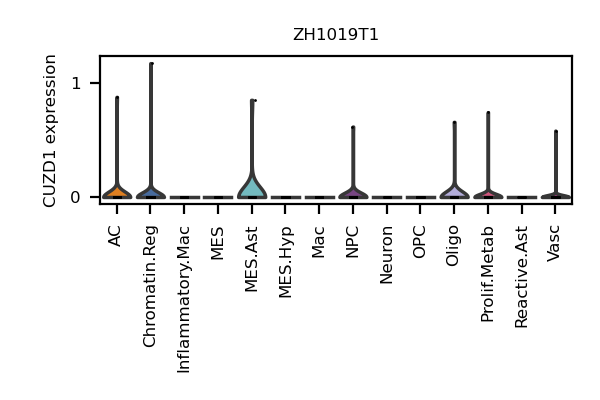 ZH1019T1
CUZD1 expression
1
0
AC
Chromatin.Reg
Inflammatory.Mac
MES
MES.Ast
MES.Hyp
Mac
NPC
Neuron
OPC
Oligo
Prolif.Metab
Reactive.Ast
Vasc